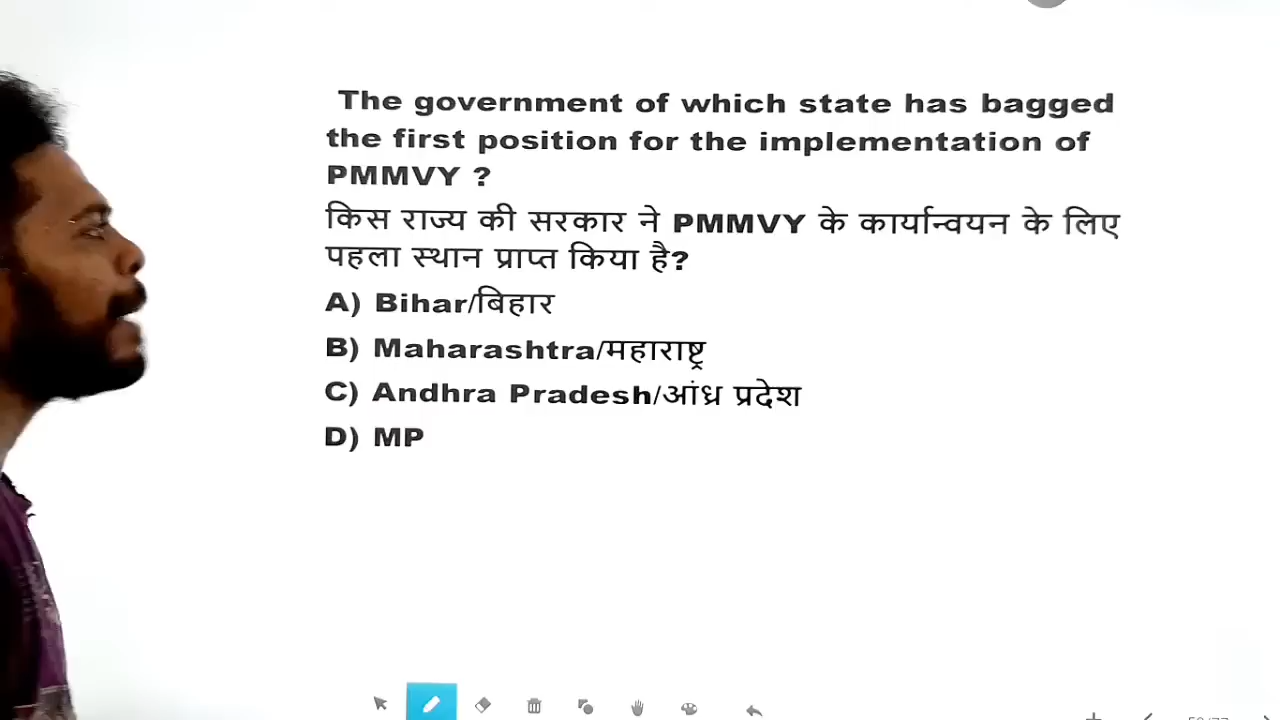 The government of which state has bagged
the first position for the implementation of
PMMVY ?
किस राज्य की सरकार ने PMMVY के कार्यान्वयन के लिए
पहला स्थान प्राप्त किया है?
A) Bihar/बिहार
B) Maharashtra/महाराष्ट्र
C) Andhra Pradesh/आंध्र प्रदेश
D) MP